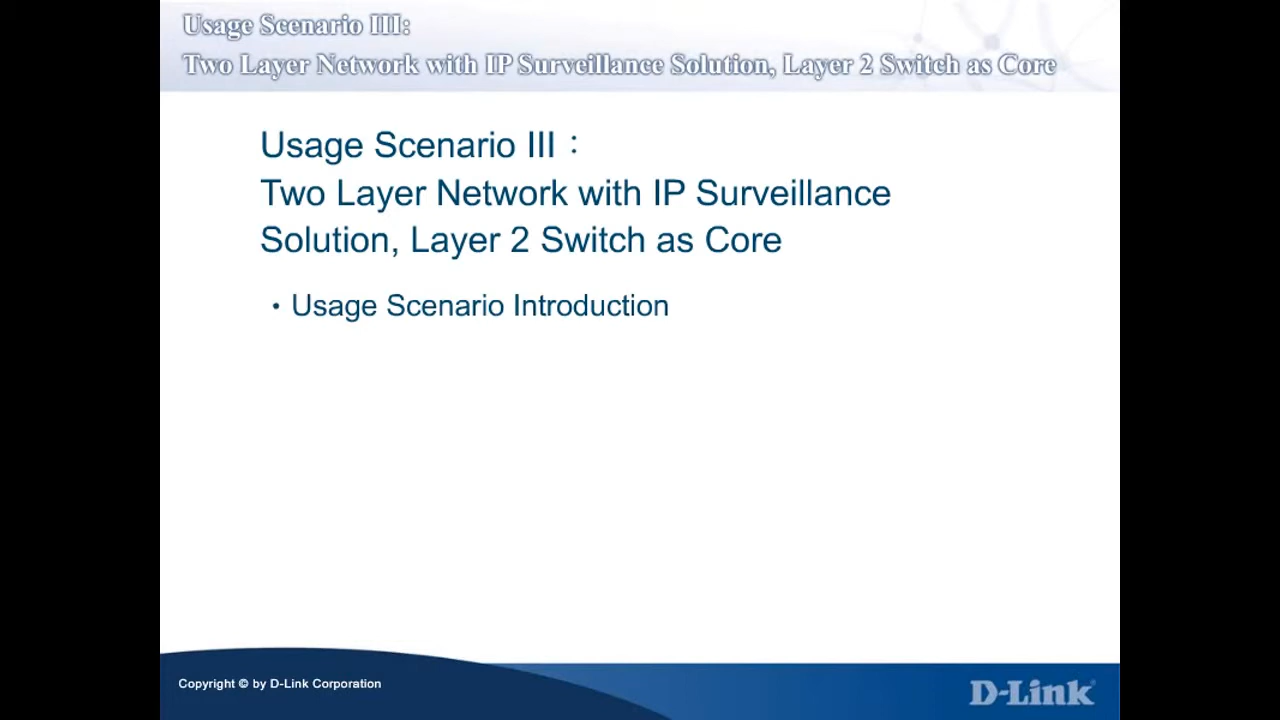 Usage Scenario III:
Two Layer Network with IP Surveillance Solution, Layer 2 Switch as Core
Usage Scenario III：
Two Layer Network with IP Surveillance
Solution, Layer 2 Switch as Core
• Usage Scenario Introduction
Copyright © by D-Link Corporation
D-Link®